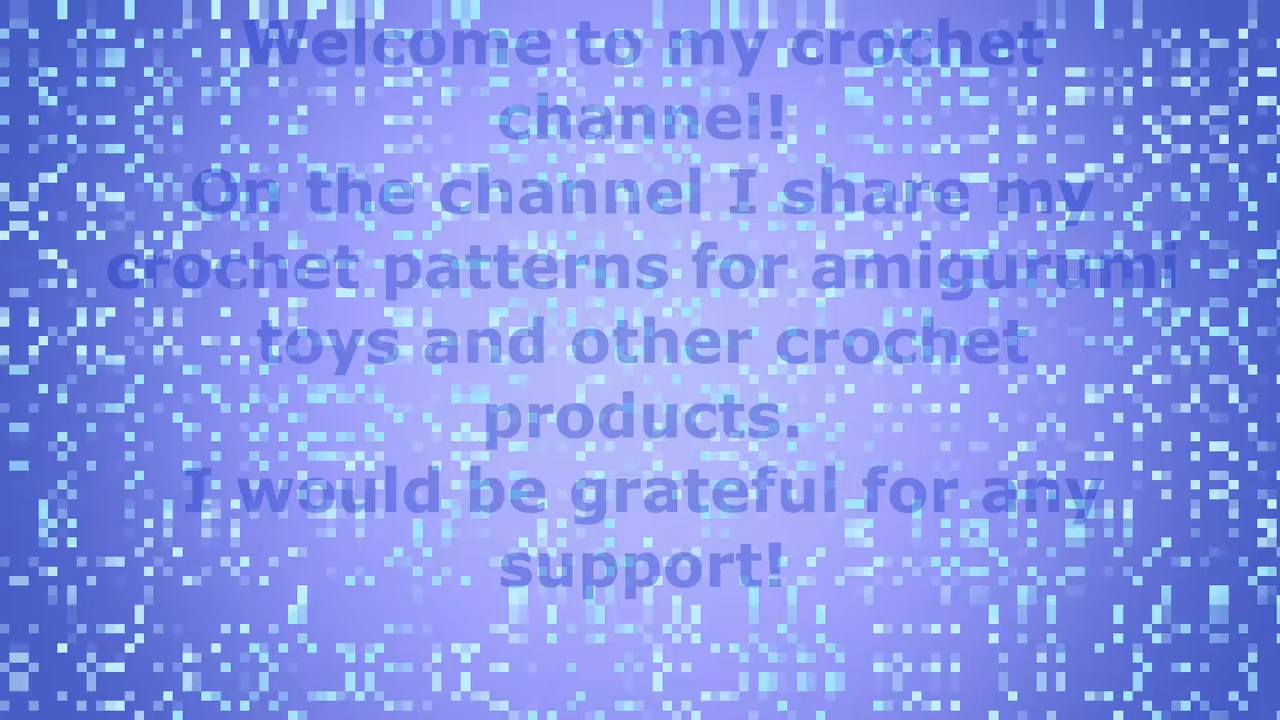 Welcome to my crochet
channel!
On the channel I share my
crochet patterns for amigurumi
toys and other crochet
products.
I would be grateful for any
support!